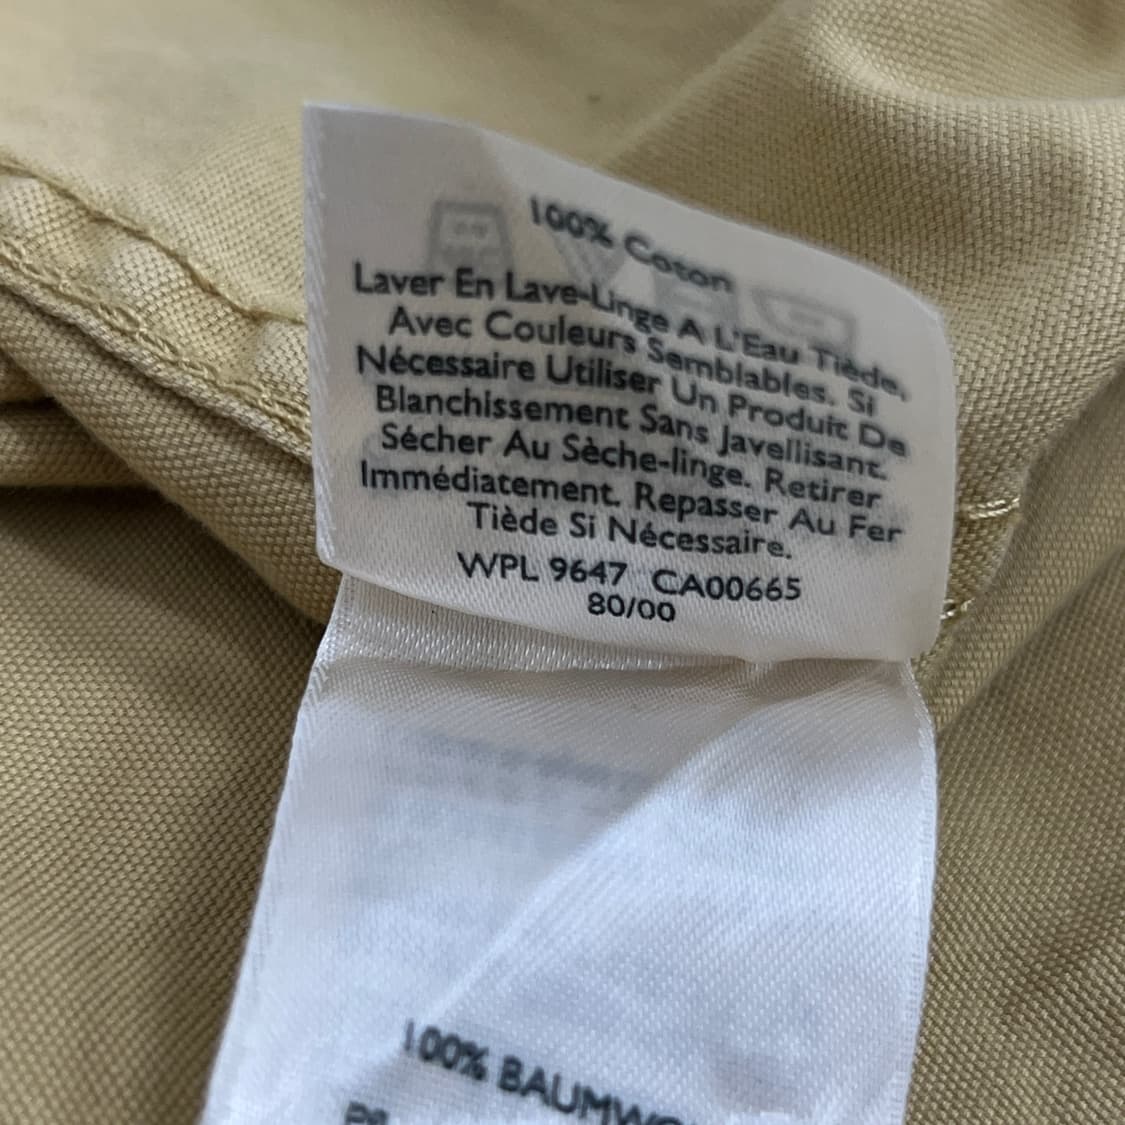 100% Coton
Laver En Lave-Linge A L'Eau Tiède,
Avec Couleurs Semblables. Si
Nécessaire Utiliser Un Produit De
Blanchissement Sans Javellisant.
Sécher Au Sèche-linge. Retirer
Immédiatement. Repasser Au Fer
Tiède Si Nécessaire.
WPL 9647 CA00665
80/00
100%